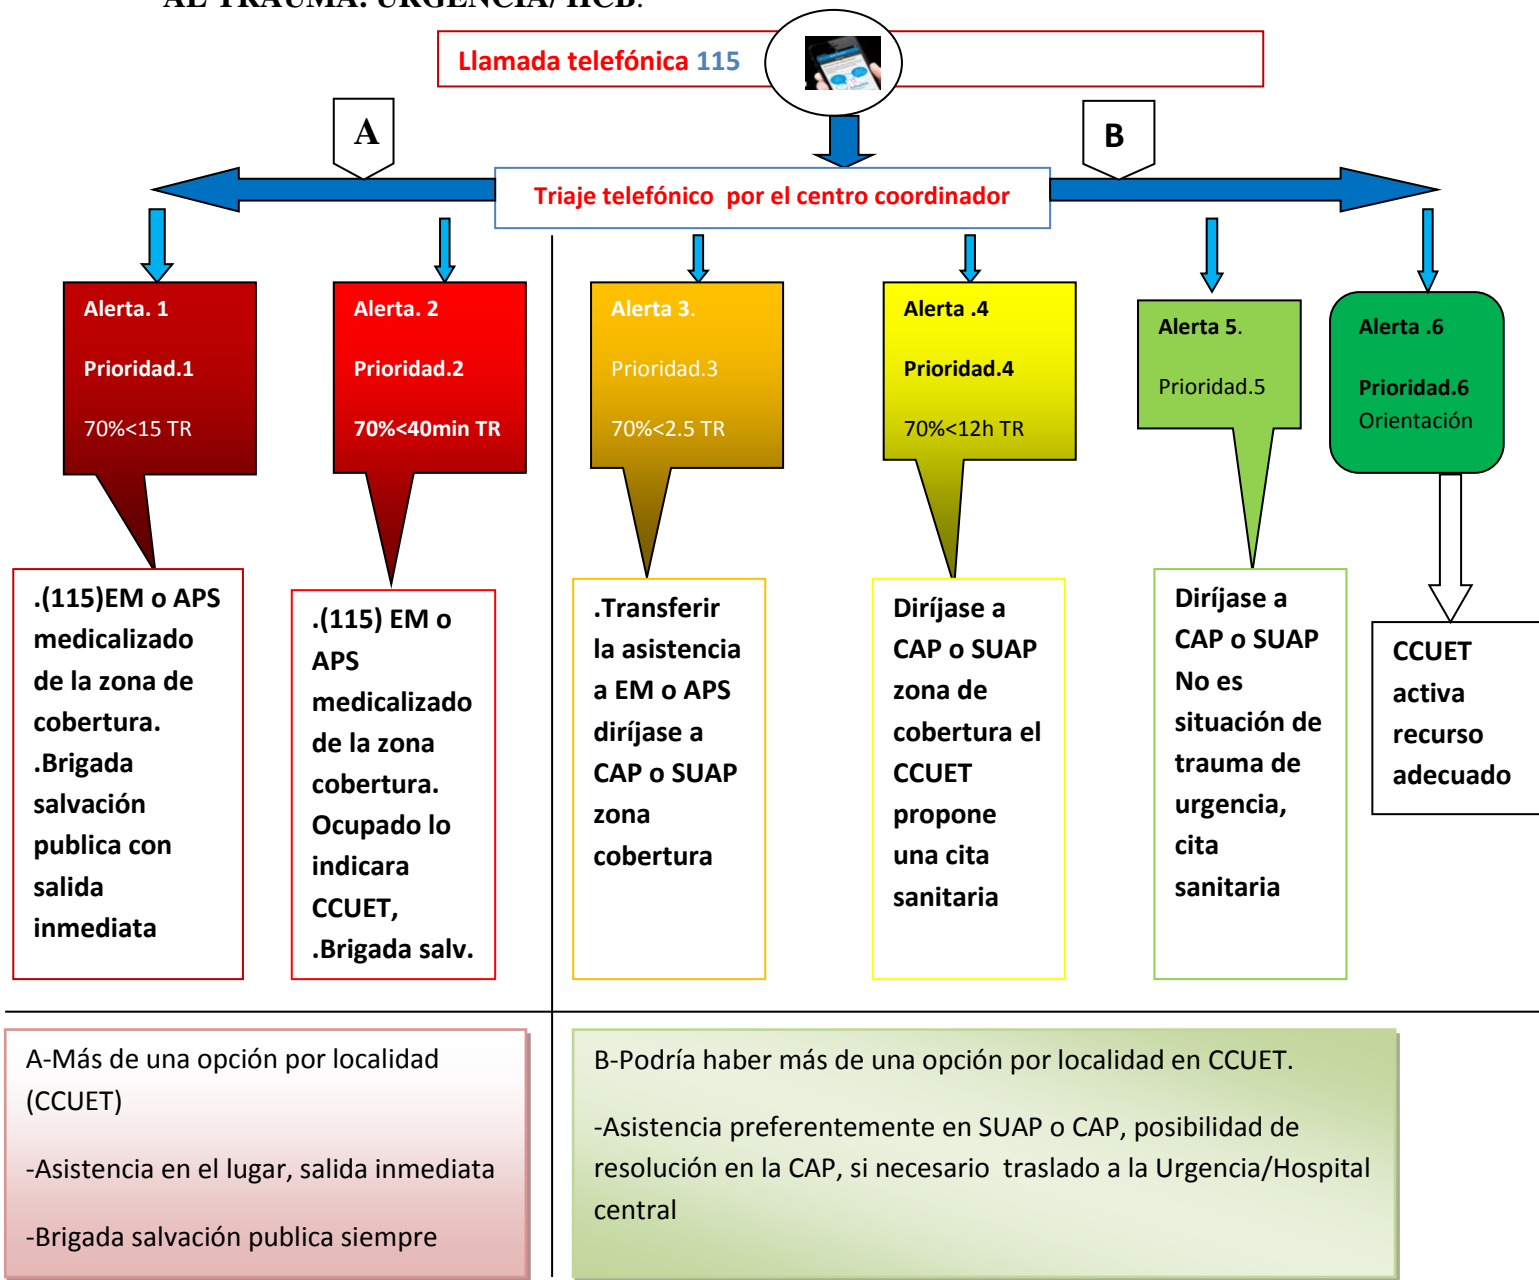 AL TRAUMA. URGENCIA/ HCB.
Llamada telefónica 115
A
B
Triaje telefónico por el centro coordinador
Alerta. 1
Prioridad.1
70%<15 TR
Alerta. 2
Prioridad.2
70%<40min TR
Alerta 3.
Prioridad.3
70%<2.5 TR
Alerta .4
Prioridad.4
70%<12h TR
Alerta 5.
Prioridad.5
Alerta .6
Prioridad.6
Orientación
.(115)EM o APS
medicalizado
de la zona de
cobertura.
.Brigada
salvación
publica con
salida
inmediata
.(115) EM o
APS
medicalizado
de la zona
cobertura.
Ocupado lo
indicara
CCUET,
.Brigada salv.
.Transferir
la asistencia
a EM o APS
diríjase a
CAP o SUAP
zona
cobertura
Diríjase a
CAP o SUAP
zona de
cobertura el
CCUET
propone
una cita
sanitaria
Diríjase a
CAP o SUAP
No es
situación de
trauma de
urgencia,
cita
sanitaria
CCUET
activa
recurso
adecuado
A-Más de una opción por localidad
(CCUET)
-Asistencia en el lugar, salida inmediata
-Brigada salvación publica siempre
B-Podría haber más de una opción por localidad en CCUET.
-Asistencia preferentemente en SUAP o CAP, posibilidad de
resolución en la CAP, si necesario traslado a la Urgencia/Hospital
central